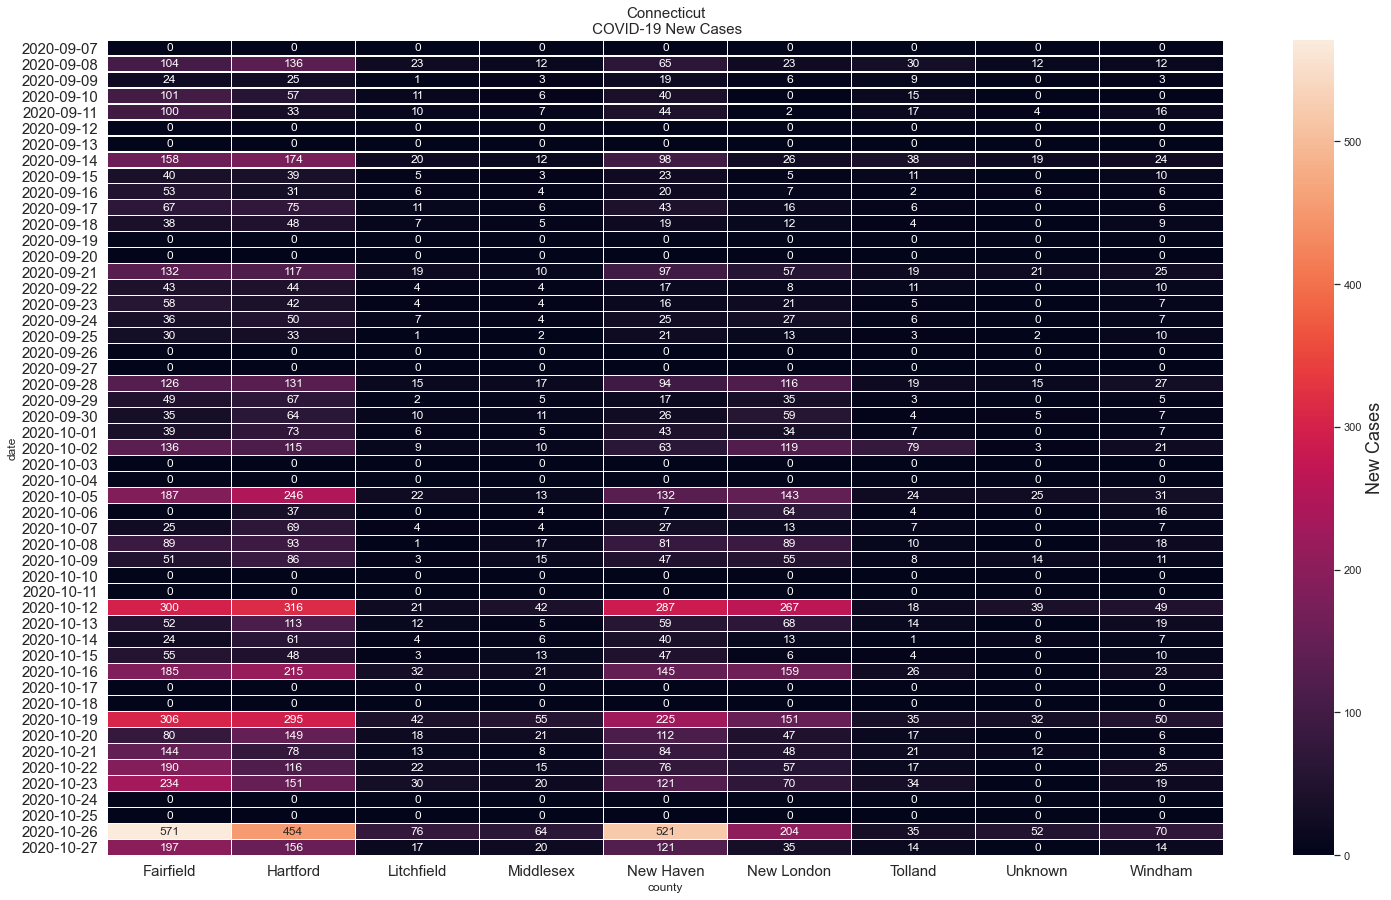 Connecticut
COVID-19 New Cases
2020-09-07 0 0 0 0 0 0 0 0 0
2020-09-08 104 136 23 12 65 23 30 12 12
2020-09-09 24 25 1 3 19 6 9 0 3
2020-09-10 101 57 11 6 40 0 15 0 0
2020-09-11 100 33 10 7 44 2 17 4 16
2020-09-12 0 0 0 0 0 0 0 0 0
2020-09-13 0 0 0 0 0 0 0 0 0
2020-09-14 158 174 20 12 98 26 38 19 24
2020-09-15 40 39 5 3 23 5 11 0 10
2020-09-16 53 31 6 4 20 7 2 6 6
2020-09-17 67 75 11 6 43 16 6 0 6
2020-09-18 38 48 7 5 19 12 4 0 9
2020-09-19 0 0 0 0 0 0 0 0 0
2020-09-20 0 0 0 0 0 0 0 0 0
2020-09-21 132 117 19 10 97 57 19 21 25
2020-09-22 43 44 4 4 17 8 11 0 10
2020-09-23 58 42 4 4 16 21 5 0 7
2020-09-24 36 50 7 4 25 27 6 0 7
2020-09-25 30 33 1 2 21 13 3 2 10
2020-09-26 0 0 0 0 0 0 0 0 0
2020-09-27 0 0 0 0 0 0 0 0 0
2020-09-28 126 131 15 17 94 116 19 15 27
2020-09-29 49 67 2 5 17 35 3 0 5
2020-09-30 35 64 10 11 26 59 4 5 7
2020-10-01 39 73 6 5 43 34 7 0 7
2020-10-02 136 115 9 10 63 119 79 3 21
2020-10-03 0 0 0 0 0 0 0 0 0
2020-10-04 0 0 0 0 0 0 0 0 0
2020-10-05 187 246 22 13 132 143 24 25 31
2020-10-06 0 37 0 4 7 64 4 0 16
2020-10-07 25 69 4 4 27 13 7 0 7
2020-10-08 89 93 1 17 81 89 10 0 18
2020-10-09 51 86 3 15 47 55 8 14 11
2020-10-10 0 0 0 0 0 0 0 0 0
2020-10-11 0 0 0 0 0 0 0 0 0
2020-10-12 300 316 21 42 287 267 18 39 49
2020-10-13 52 113 12 5 59 68 14 0 19
2020-10-14 24 61 4 6 40 13 1 8 7
2020-10-15 55 48 3 13 47 6 4 0 10
2020-10-16 185 215 32 21 145 159 26 0 23
2020-10-17 0 0 0 0 0 0 0 0 0
2020-10-18 0 0 0 0 0 0 0 0 0
2020-10-19 306 295 42 55 225 151 35 32 50
2020-10-20 80 149 18 21 112 47 17 0 6
2020-10-21 144 78 13 8 84 48 21 12 8
2020-10-22 190 116 22 15 76 57 17 0 25
2020-10-23 234 151 30 20 121 70 34 0 19
2020-10-24 0 0 0 0 0 0 0 0 0
2020-10-25 0 0 0 0 0 0 0 0 0
2020-10-26 571 454 76 64 521 204 35 52 70
2020-10-27 197 156 17 20 121 35 14 0 14
Fairfield Hartford Litchfield Middlesex New Haven New London Tolland Unknown Windham
county
date
500
400
300
200
100
0
New Cases